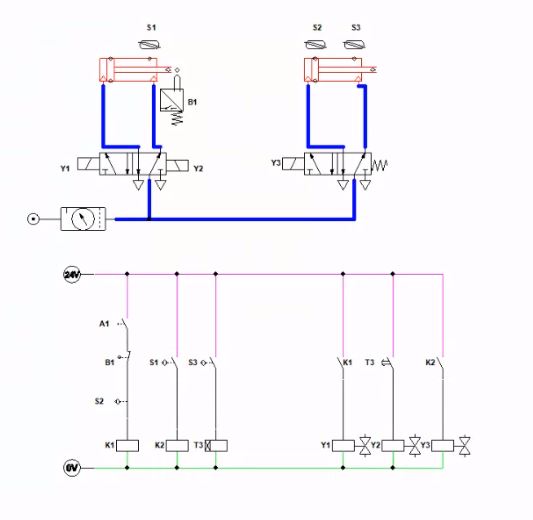 S1
S2 S3
B1
Y1 Y2 Y3
24V
A1
B1 S1 S3 K1 T3 K2
S2
K1 K2 T3 Y1 Y2 Y3
0V